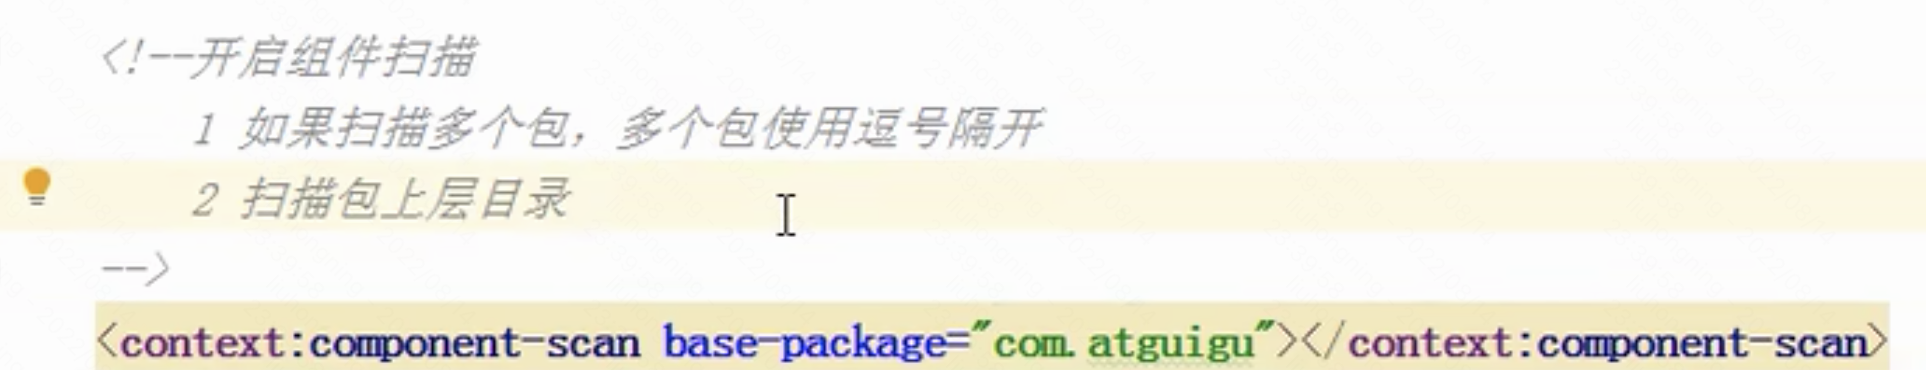 <!--开启组件扫描
1 如果扫描多个包，多个包使用逗号隔开
2 扫描包上层目录
-->
<context:component-scan base-package="com.atguigu"></context:component-scan>